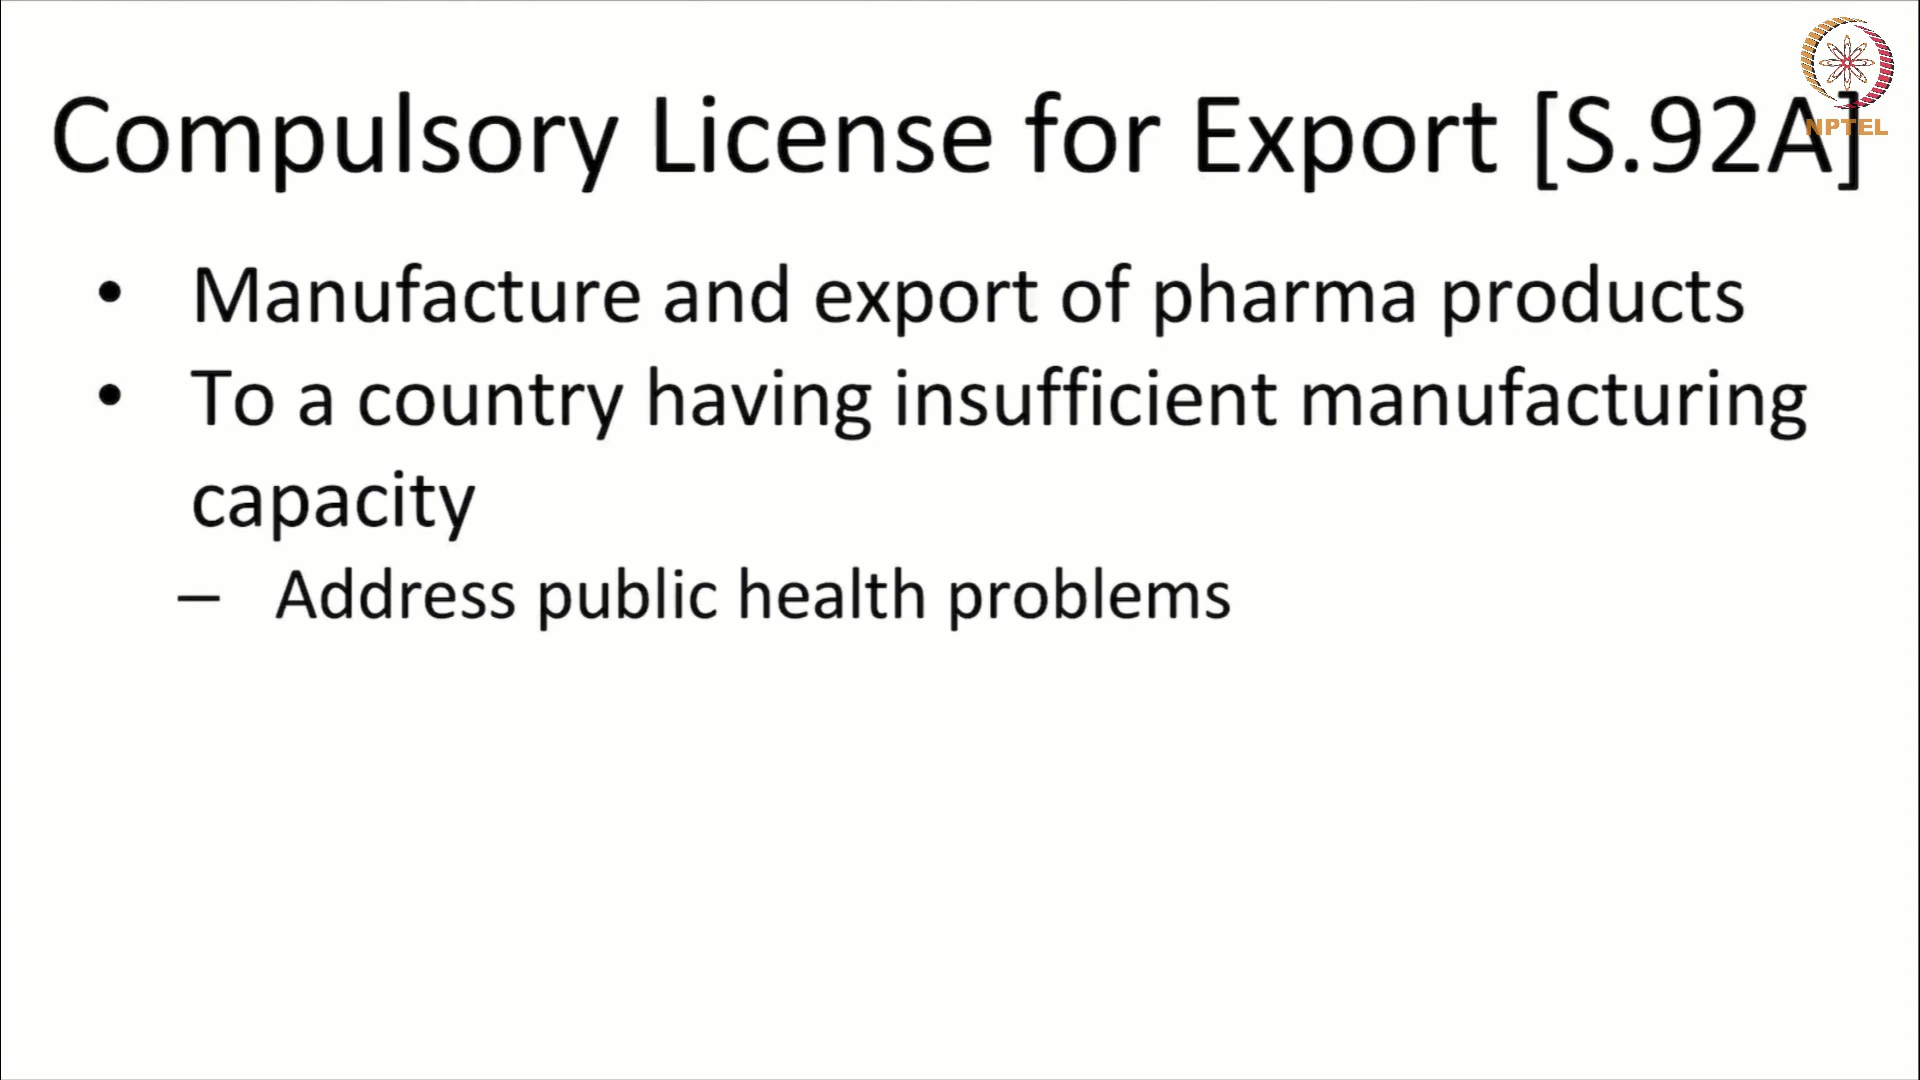 Compulsory License for Export [S.92A]
NPTEL
• Manufacture and export of pharma products
• To a country having insufficient manufacturing
capacity
– Address public health problems